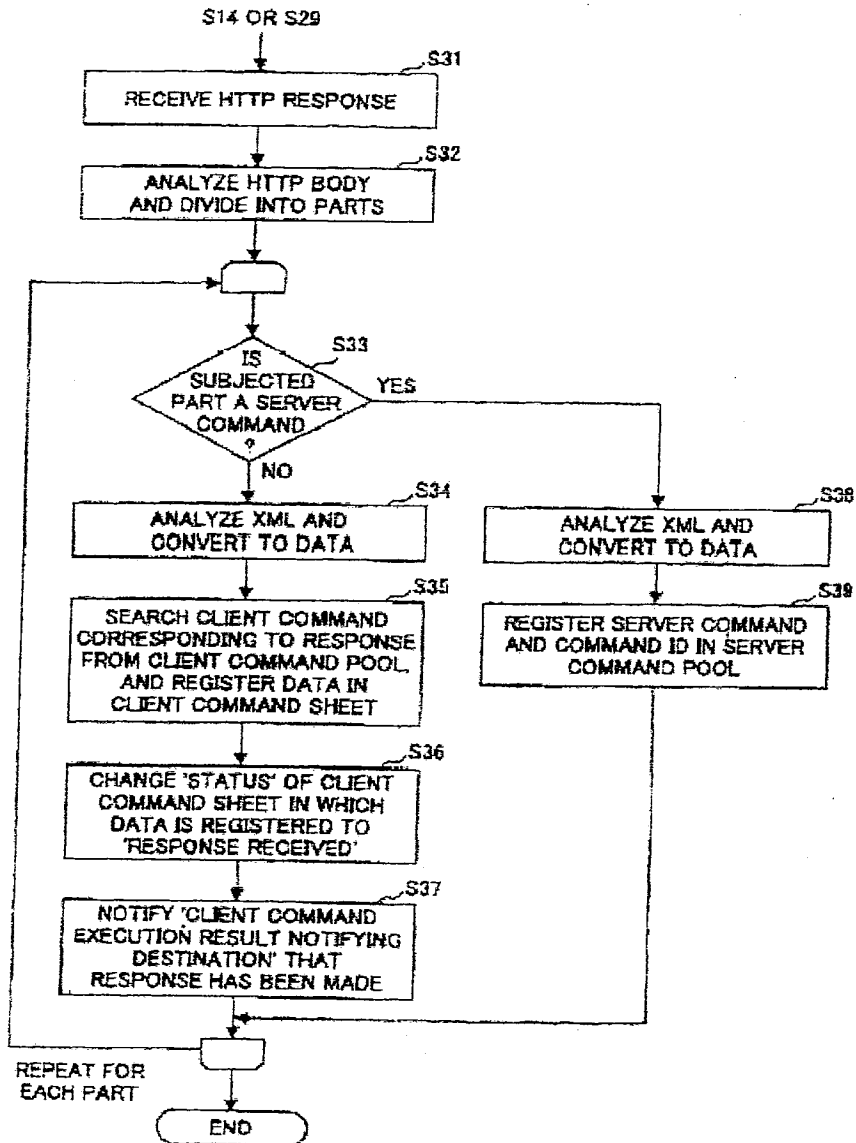 S14 OR S29
S31
RECEIVE HTTP RESPONSE
S32
ANALYZE HTTP BODY
AND DIVIDE INTO PARTS
S33
IS
SUBJECTED
PART A SERVER
COMMAND
?
YES
NO
S34
ANALYZE XML AND
CONVERT TO DATA
S35
SEARCH CLIENT COMMAND
CORRESPONDING TO RESPONSE
FROM CLIENT COMMAND POOL,
AND REGISTER DATA IN
CLIENT COMMAND SHEET
S36
CHANGE 'STATUS' OF CLIENT
COMMAND SHEET IN WHICH
DATA IS REGISTERED TO
'RESPONSE RECEIVED'
S37
NOTIFY 'CLIENT COMMAND
EXECUTION RESULT NOTIFYING
DESTINATION' THAT
RESPONSE HAS BEEN MADE
S38
ANALYZE XML AND
CONVERT TO DATA
S39
REGISTER SERVER COMMAND
AND COMMAND ID IN SERVER
COMMAND POOL
REPEAT FOR
EACH PART
END